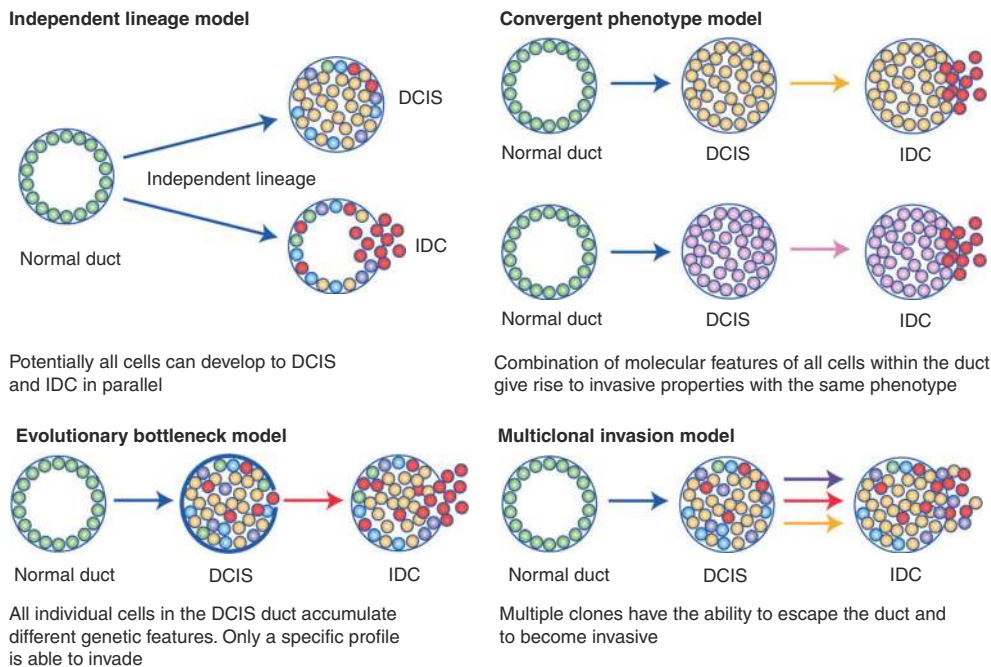 Independent lineage model
DCIS
Independent lineage
Normal duct
IDC
Potentially all cells can develop to DCIS
and IDC in parallel
Convergent phenotype model
Normal duct
DCIS
IDC
Normal duct
DCIS
IDC
Combination of molecular features of all cells within the duct
give rise to invasive properties with the same phenotype
Evolutionary bottleneck model
Normal duct
DCIS
IDC
All individual cells in the DCIS duct accumulate
different genetic features. Only a specific profile
is able to invade
Multiclonal invasion model
Normal duct
DCIS
IDC
Multiple clones have the ability to escape the duct and
to become invasive